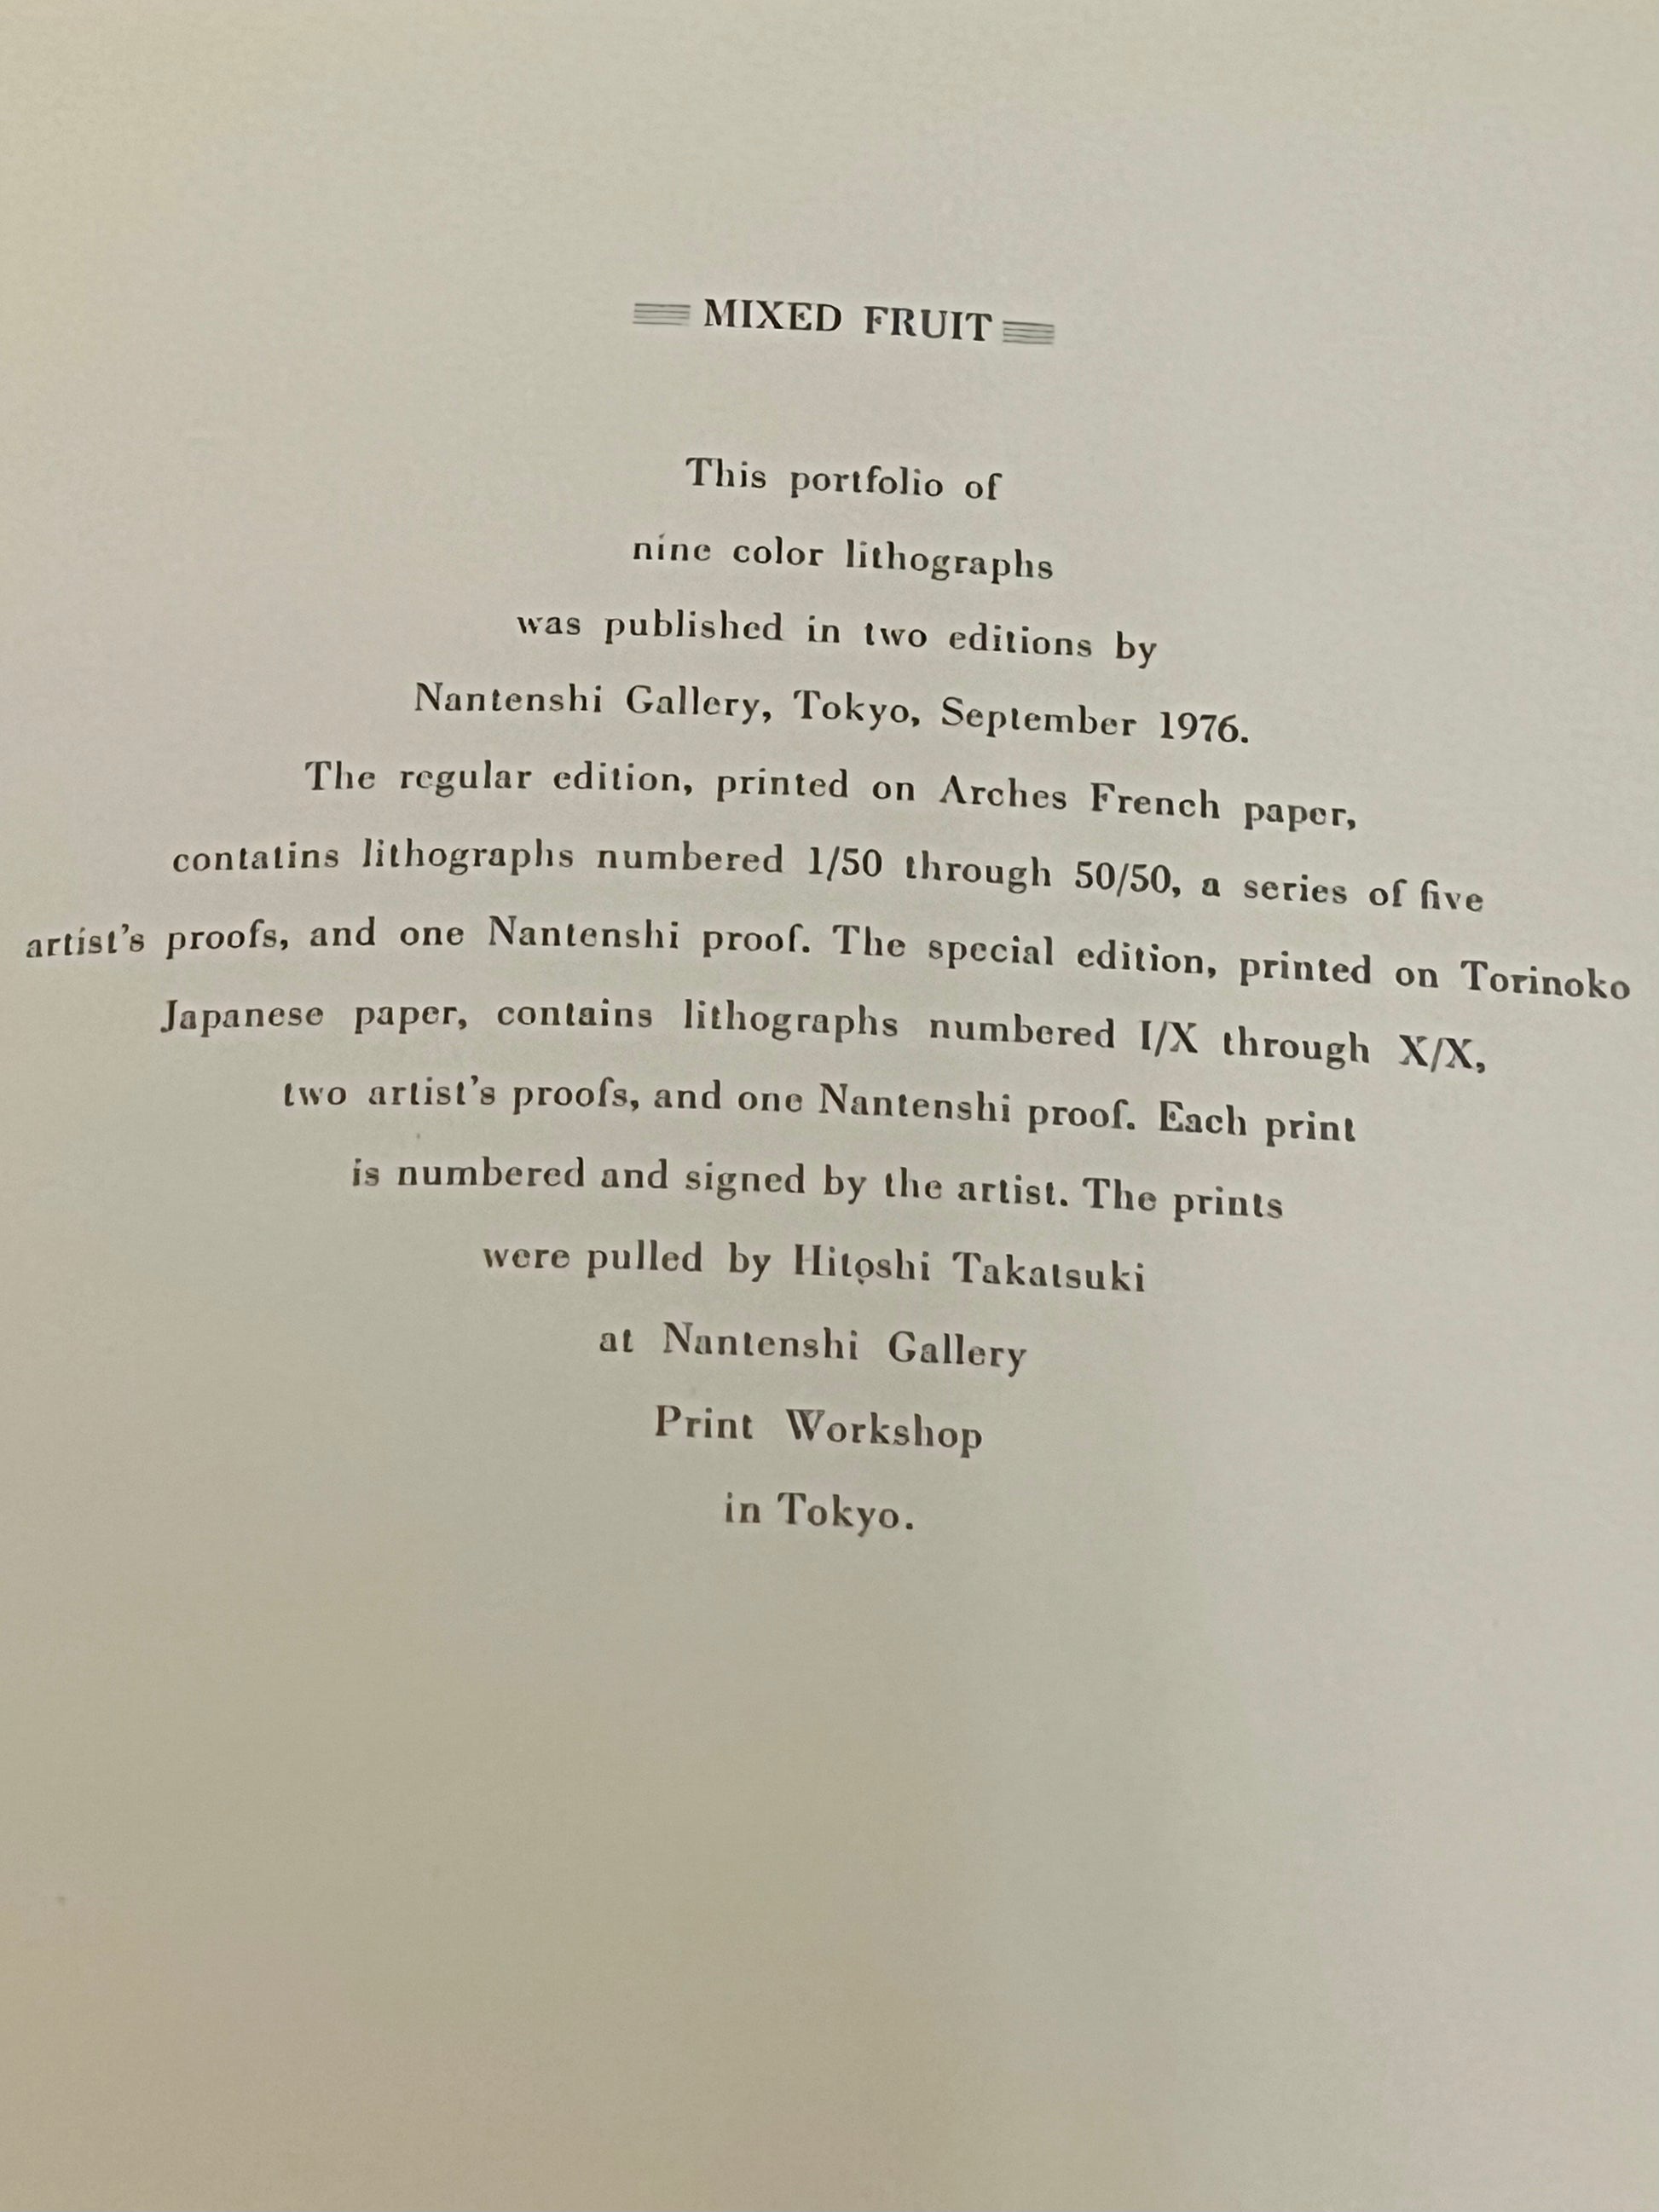 MIXED FRUIT
This portfolio of
nine color lithographs
was published in two editions by
Nantenshi Gallery, Tokyo, September 1976.
The regular edition, printed on Arches French paper,
contatins lithographs numbered 1/50 through 50/50, a series of five
artist's proofs, and one Nantenshi proof. The special edition, printed on Torinoko
Japanese paper, contains lithographs numbered I/X through X/X,
two artist's proofs, and one Nantenshi proof. Each print
is numbered and signed by the artist. The prints
were pulled by Hitoshi Takatsuki
at Nantenshi Gallery
Print Workshop
in Tokyo.